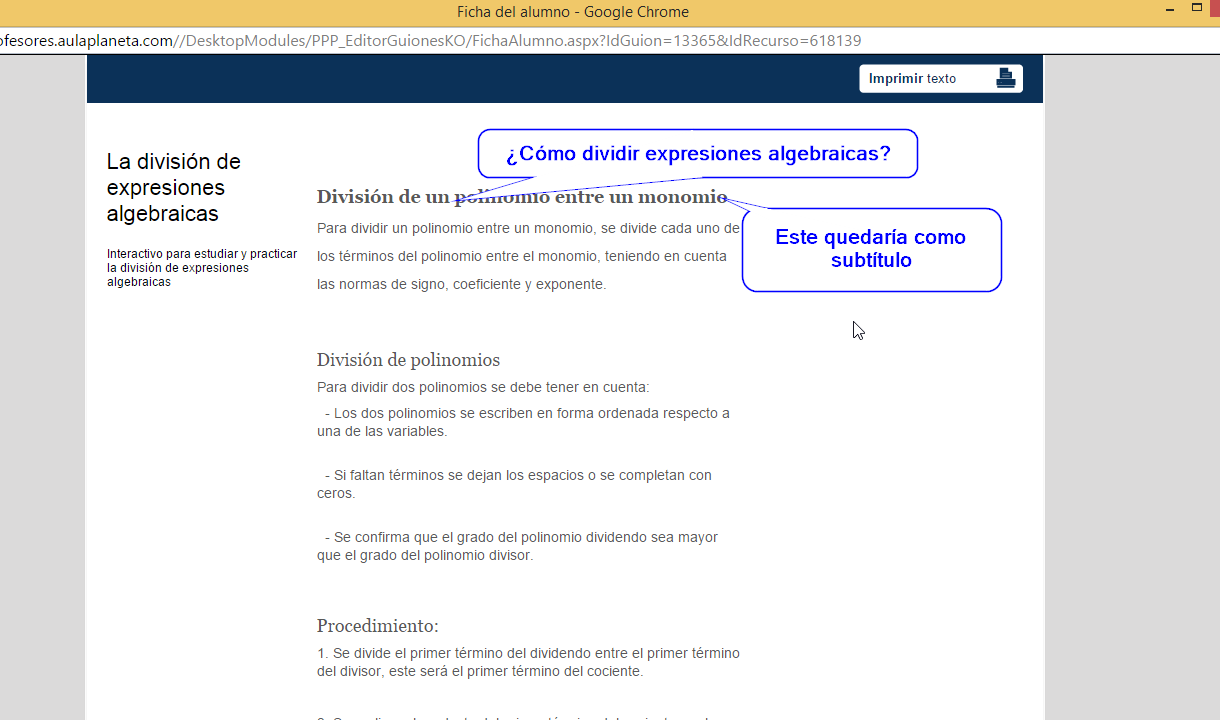 Ficha del alumno - Google Chrome
ofesores.aulaplaneta.com//DesktopModules/PPP_EditorGuionesKO/FichaAlumno.aspx?IdGuion=13365&IdRecurso=618139
Imprimir texto
La división de
expresiones
algebraicas
Interactivo para estudiar y practicar
la división de expresiones
algebraicas
¿Cómo dividir expresiones algebraicas?
División de un polinomio entre un monomio
Este quedaría como
subtítulo
Para dividir un polinomio entre un monomio, se divide cada uno de
los términos del polinomio entre el monomio, teniendo en cuenta
las normas de signo, coeficiente y exponente.
División de polinomios
Para dividir dos polinomios se debe tener en cuenta:
- Los dos polinomios se escriben en forma ordenada respecto a
una de las variables.
- Si faltan términos se dejan los espacios o se completan con
ceros.
- Se confirma que el grado del polinomio dividendo sea mayor
que el grado del polinomio divisor.
Procedimiento:
1. Se divide el primer término del dividendo entre el primer término
del divisor, este será el primer término del cociente.